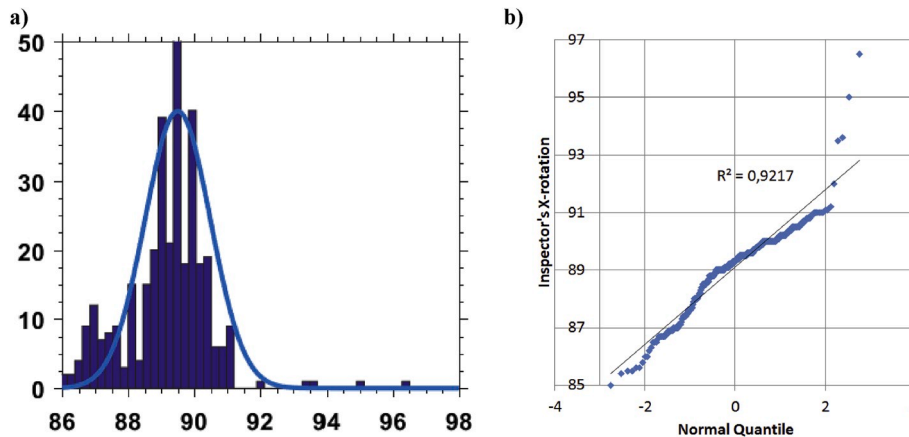 a)
50
40
30
20
10
0
86 88 90 92 94 96 98
b)
97
95
93
91
89
87
85
R² = 0,9217
Inspector's X-rotation
-4 -2 0 2 4
Normal Quantile